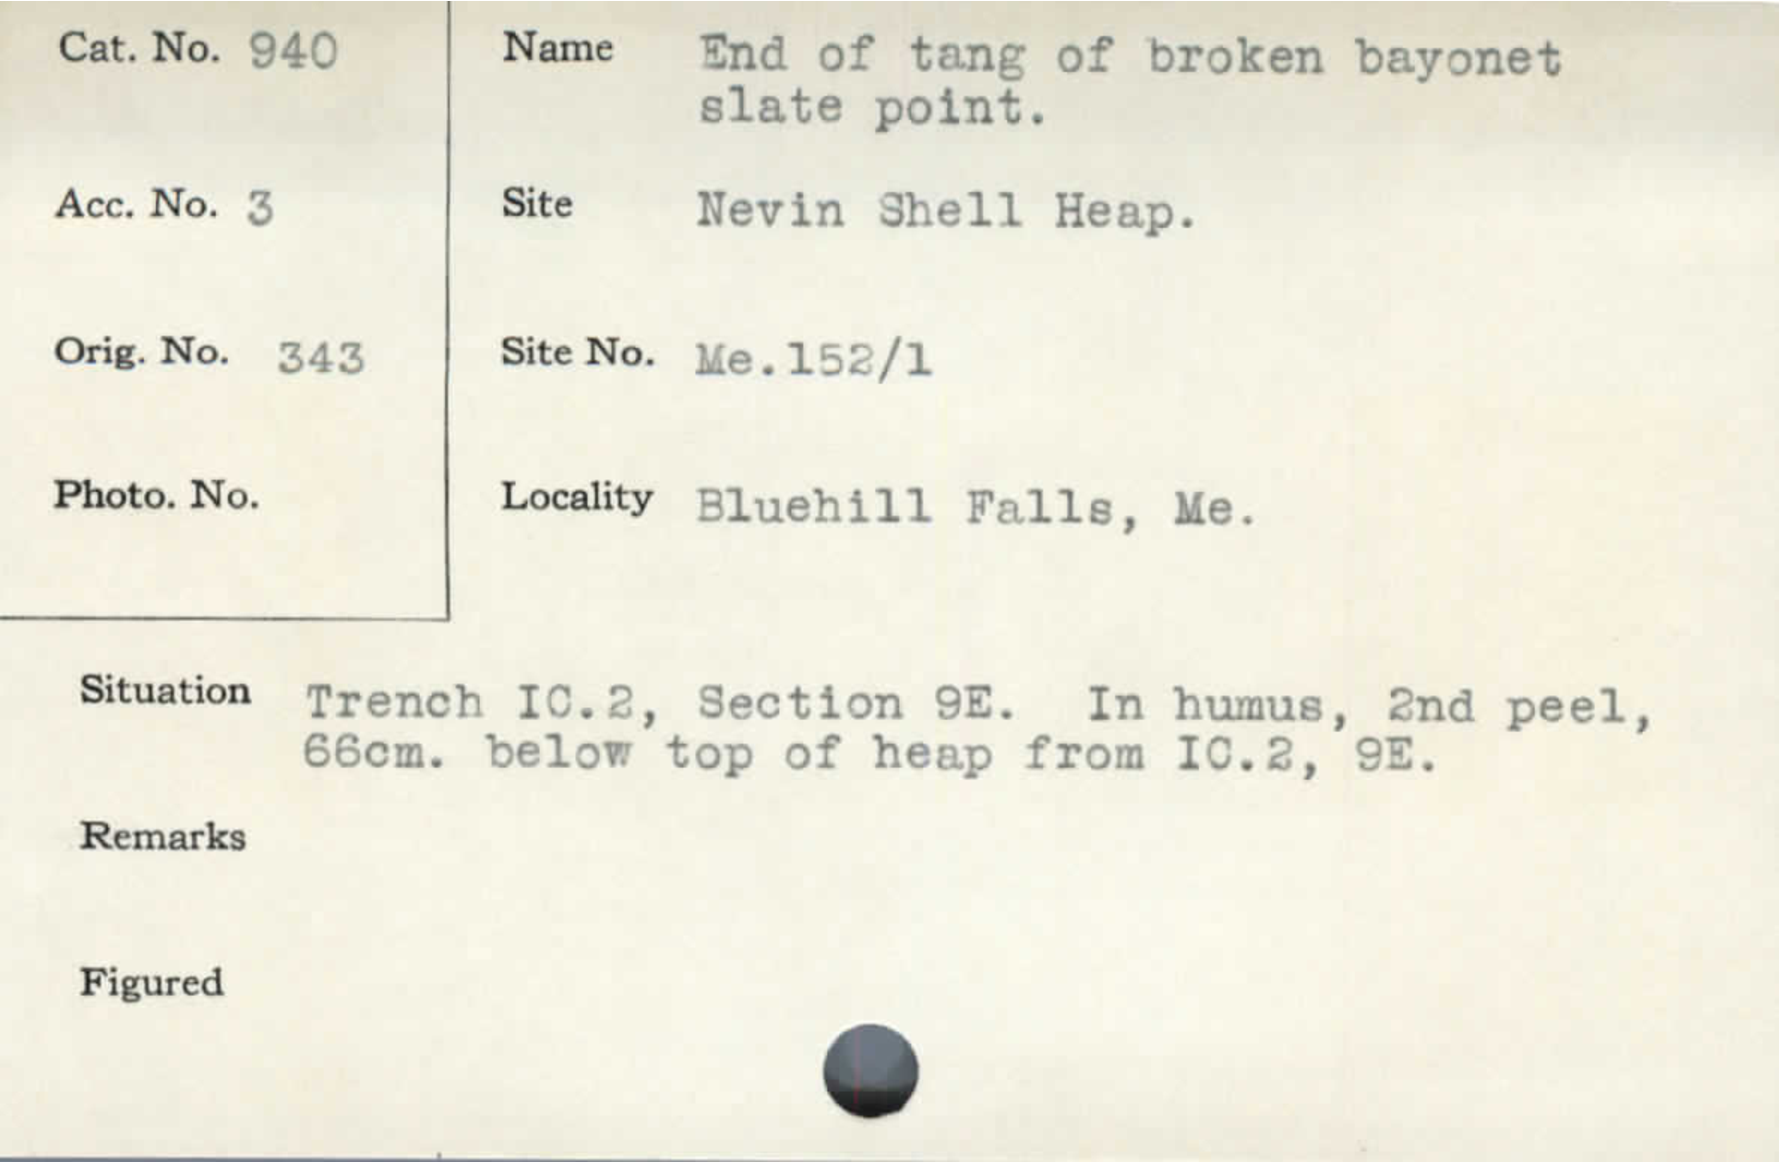 Cat. No. 940
Name End of tang of broken bayonet
slate point.
Acc. No. 3
Site Nevin Shell Heap.
Orig. No. 343
Site No. Me.152/1
Photo. No.
Locality Bluehill Falls, Me.
Situation Trench IC.2, Section 9E. In humus, 2nd peel,
66cm. below top of heap from IC.2, 9E.
Remarks
Figured